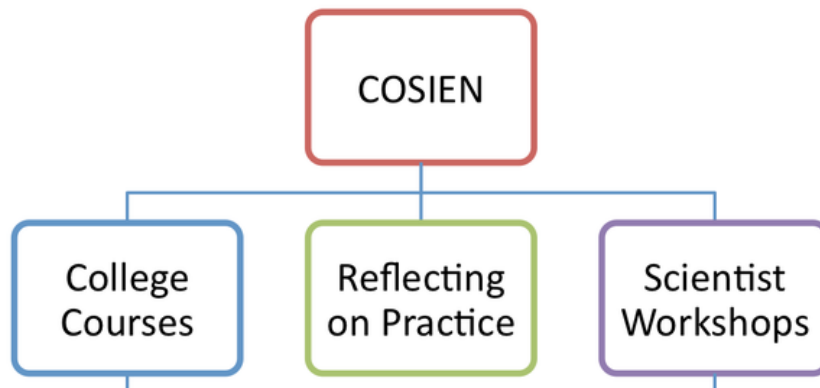 COSIEN
College
Courses
Reflecting
on Practice
Scientist
Workshops